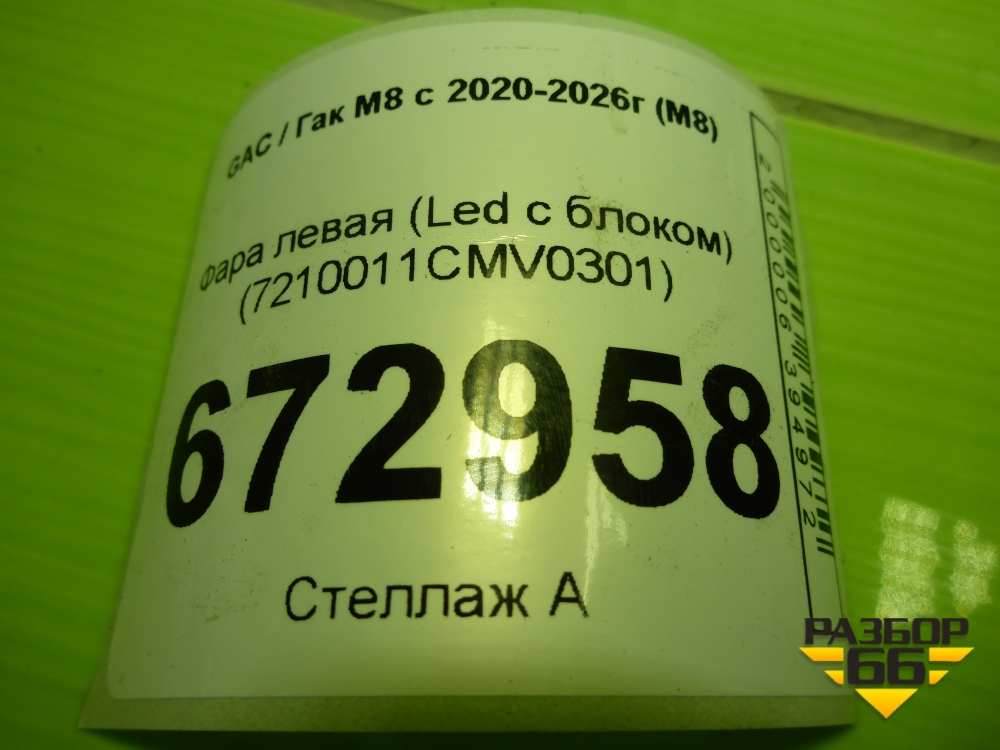 GAC / Гак M8 с 2020-2026г (M8)
Фара левая (Led с блоком)
(7210011CMV0301)
672958
Стеллаж А
2000006394972
РАЗБОР
66